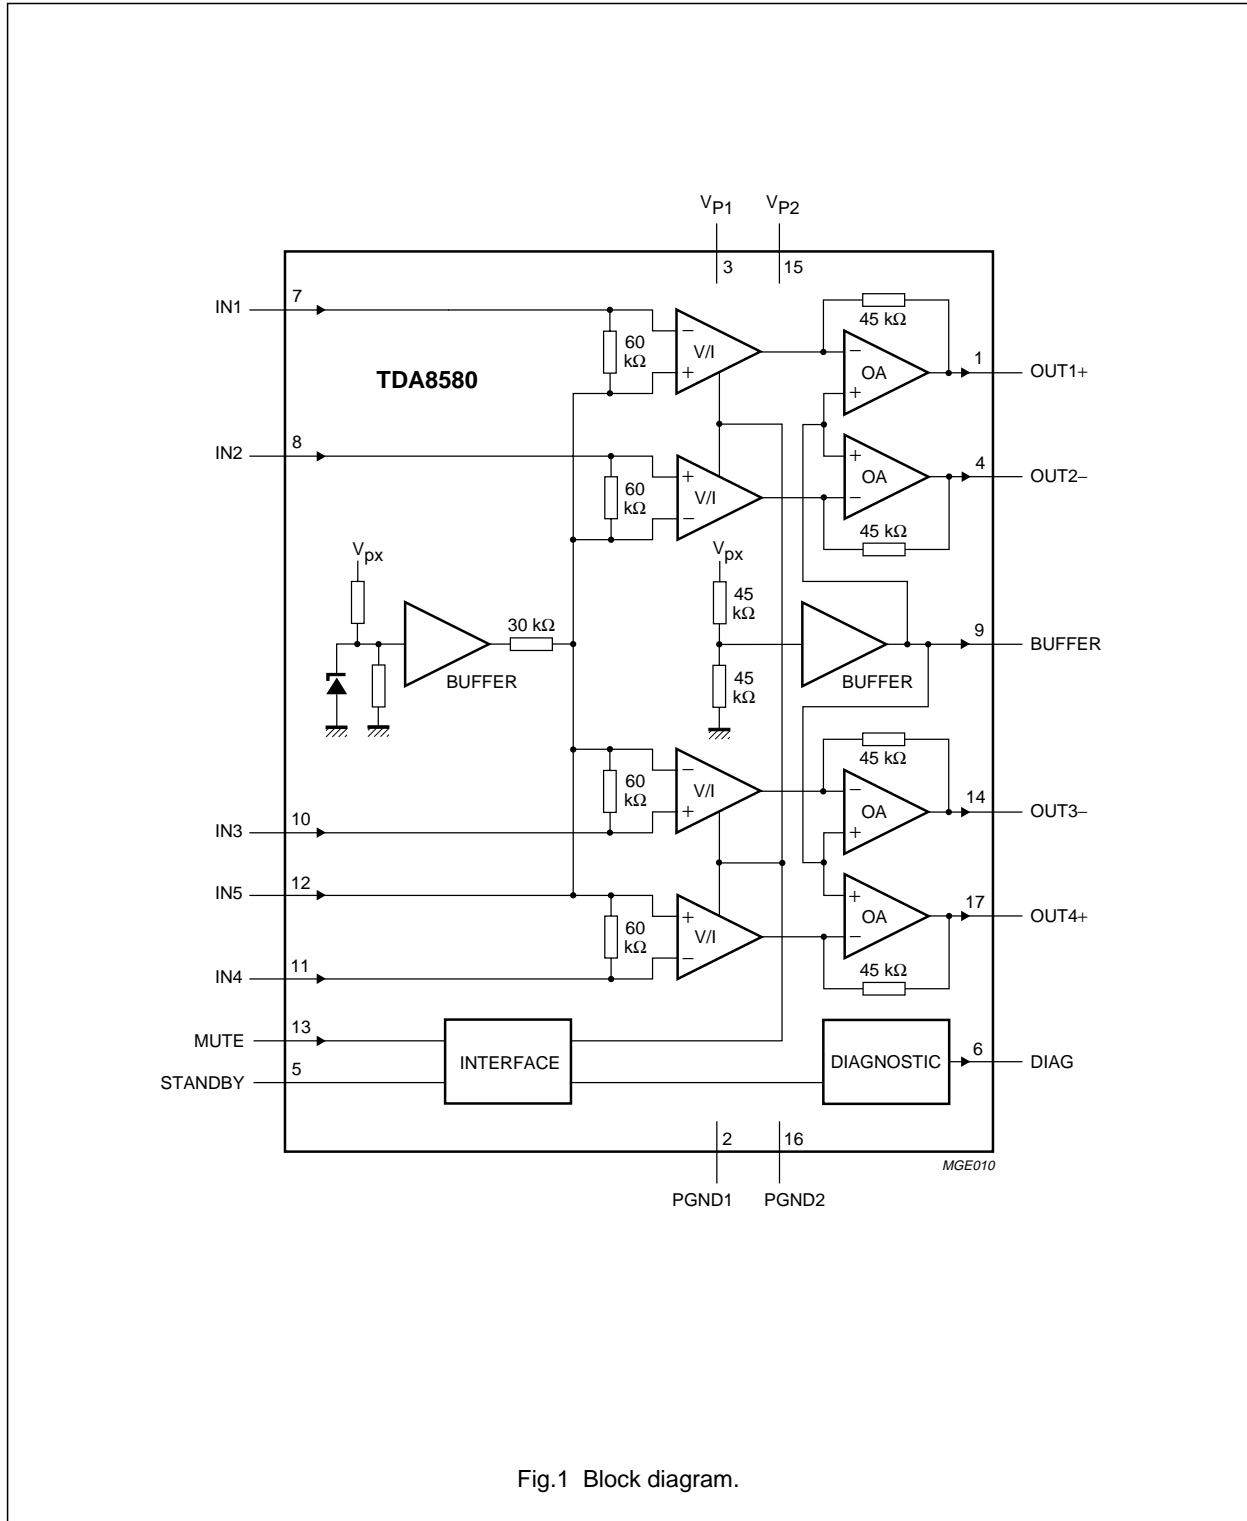 VP1
VP2
3
15
IN1
7
TDA8580
60
kΩ
−
V/I
+
45 kΩ
−
OA
+
1
OUT1+
IN2
8
60
kΩ
+
V/I
−
+
OA
−
4
OUT2−
45 kΩ
Vpx
30 kΩ
BUFFER
Vpx
45
kΩ
45
kΩ
BUFFER
9
BUFFER
60
kΩ
−
V/I
+
45 kΩ
−
OA
+
14
OUT3−
IN3
10
IN5
12
60
kΩ
+
V/I
−
+
OA
−
17
OUT4+
45 kΩ
IN4
11
MUTE
13
STANDBY
5
INTERFACE
DIAGNOSTIC
6
DIAG
2
16
MGE010
PGND1
PGND2
Fig.1 Block diagram.